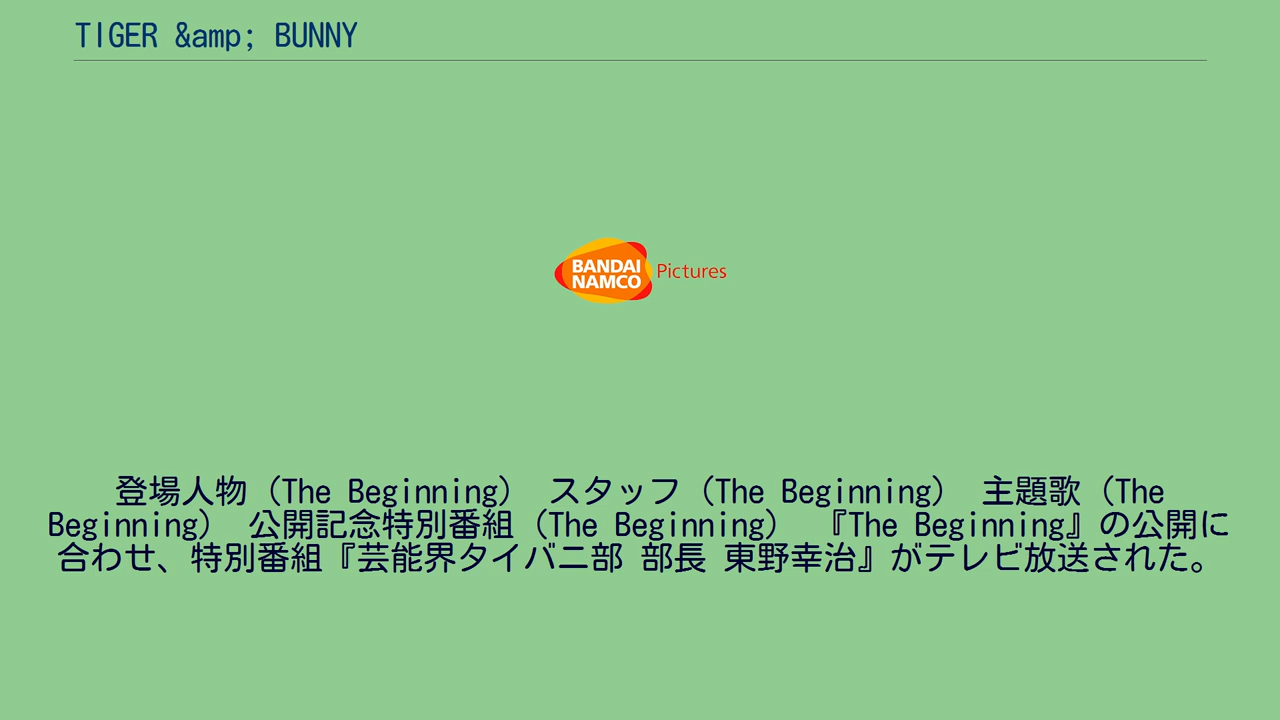 TIGER &amp; BUNNY
BANDAI
NAMCO
Pictures
登場人物（The Beginning） スタッフ（The Beginning） 主題歌（The
Beginning） 公開記念特別番組（The Beginning） 『The Beginning』の公開に
合わせ、特別番組『芸能界タイバニ部 部長 東野幸治』がテレビ放送された。